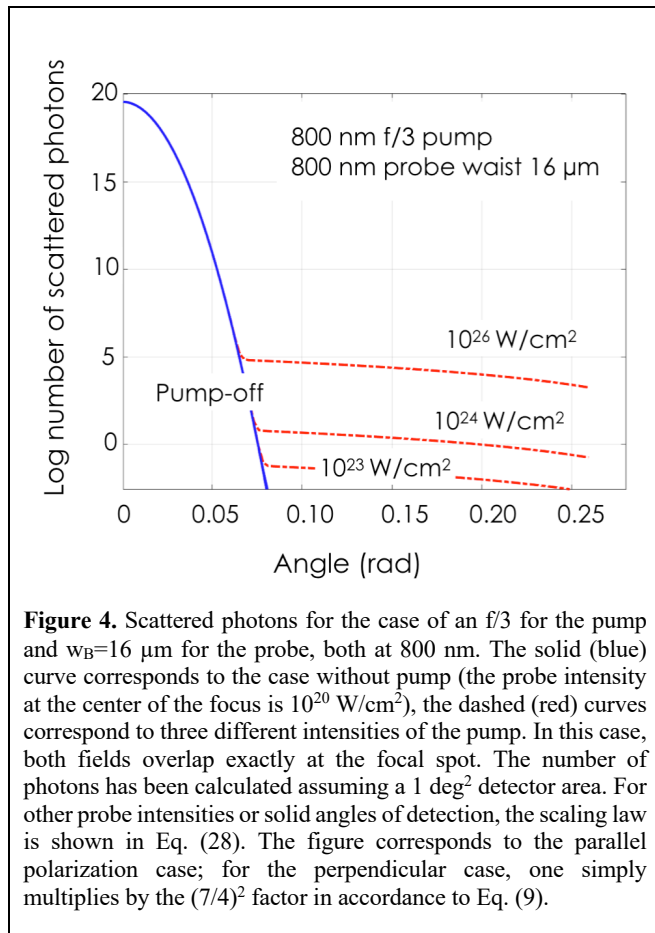 20
15
10
5
0
Log number of scattered photons
800 nm f/3 pump
800 nm probe waist 16 µm
10²⁶ W/cm²
Pump-off
10²⁴ W/cm²
10²³ W/cm²
0 0.05 0.10 0.15 0.20 0.25
Angle (rad)
Figure 4. Scattered photons for the case of an f/3 for the pump
and wB=16 µm for the probe, both at 800 nm. The solid (blue)
curve corresponds to the case without pump (the probe intensity
at the center of the focus is 10²⁰ W/cm²), the dashed (red) curves
correspond to three different intensities of the pump. In this case,
both fields overlap exactly at the focal spot. The number of
photons has been calculated assuming a 1 deg² detector area. For
other probe intensities or solid angles of detection, the scaling law
is shown in Eq. (28). The figure corresponds to the parallel
polarization case; for the perpendicular case, one simply
multiplies by the (7/4)² factor in accordance to Eq. (9).